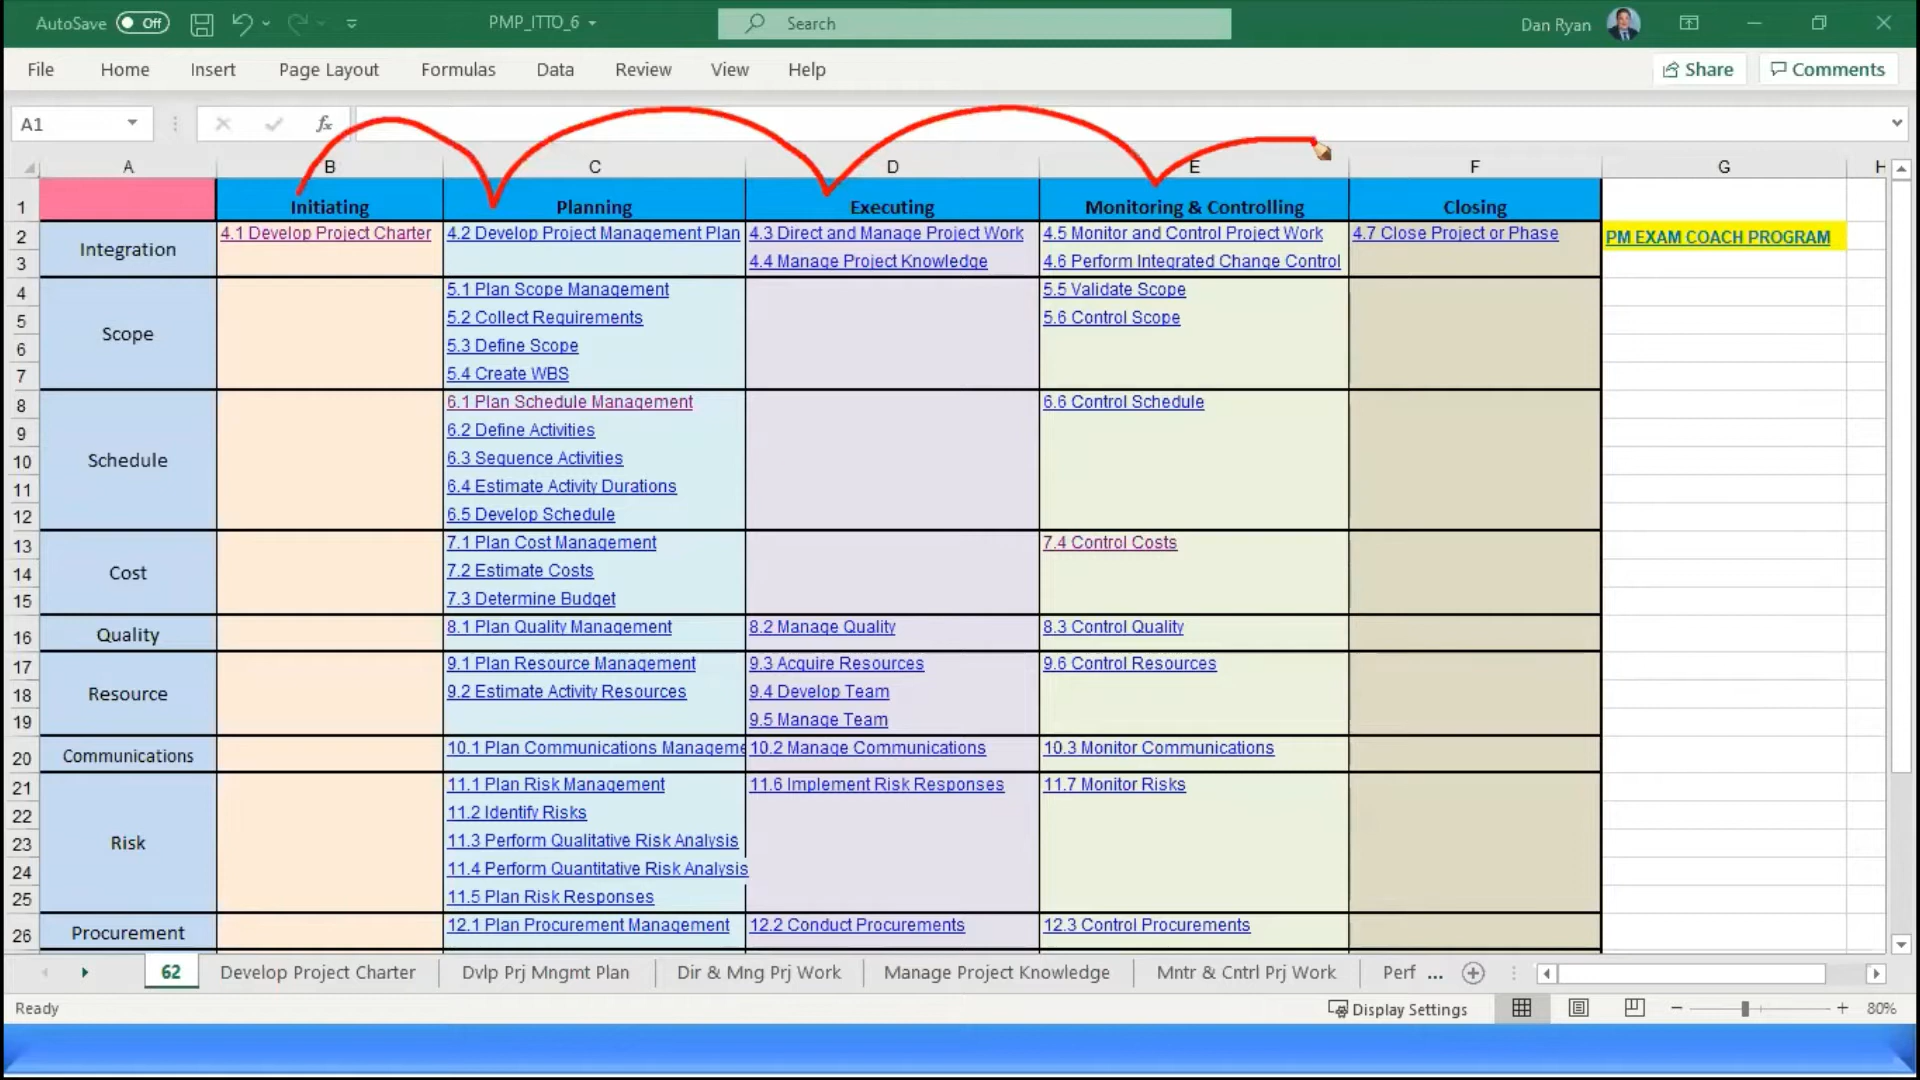 AutoSave Off PMP_ITTO_6 Search Dan Ryan
File Home Insert Page Layout Formulas Data Review View Help Share Comments
A1 fx
A B C D E F G H
1 Initiating Planning Executing Monitoring & Controlling Closing
2 Integration 4.1 Develop Project Charter 4.2 Develop Project Management Plan 4.3 Direct and Manage Project Work 4.5 Monitor and Control Project Work 4.7 Close Project or Phase PM EXAM COACH PROGRAM
3 4.4 Manage Project Knowledge 4.6 Perform Integrated Change Control
4 5.1 Plan Scope Management 5.5 Validate Scope
5 Scope 5.2 Collect Requirements 5.6 Control Scope
6 5.3 Define Scope
7 5.4 Create WBS
8 6.1 Plan Schedule Management 6.6 Control Schedule
9 6.2 Define Activities
10 Schedule 6.3 Sequence Activities
11 6.4 Estimate Activity Durations
12 6.5 Develop Schedule
13 7.1 Plan Cost Management 7.4 Control Costs
14 Cost 7.2 Estimate Costs
15 7.3 Determine Budget
16 Quality 8.1 Plan Quality Management 8.2 Manage Quality 8.3 Control Quality
17 9.1 Plan Resource Management 9.3 Acquire Resources 9.6 Control Resources
18 Resource 9.2 Estimate Activity Resources 9.4 Develop Team
19 9.5 Manage Team
20 Communications 10.1 Plan Communications Manageme 10.2 Manage Communications 10.3 Monitor Communications
21 11.1 Plan Risk Management 11.6 Implement Risk Responses 11.7 Monitor Risks
22 11.2 Identify Risks
23 Risk 11.3 Perform Qualitative Risk Analysis
24 11.4 Perform Quantitative Risk Analysis
25 11.5 Plan Risk Responses
26 Procurement 12.1 Plan Procurement Management 12.2 Conduct Procurements 12.3 Control Procurements
62 Develop Project Charter Dvlp Prj Mngmt Plan Dir & Mng Prj Work Manage Project Knowledge Mntr & Cntrl Prj Work Perf ...
Ready Display Settings 80%